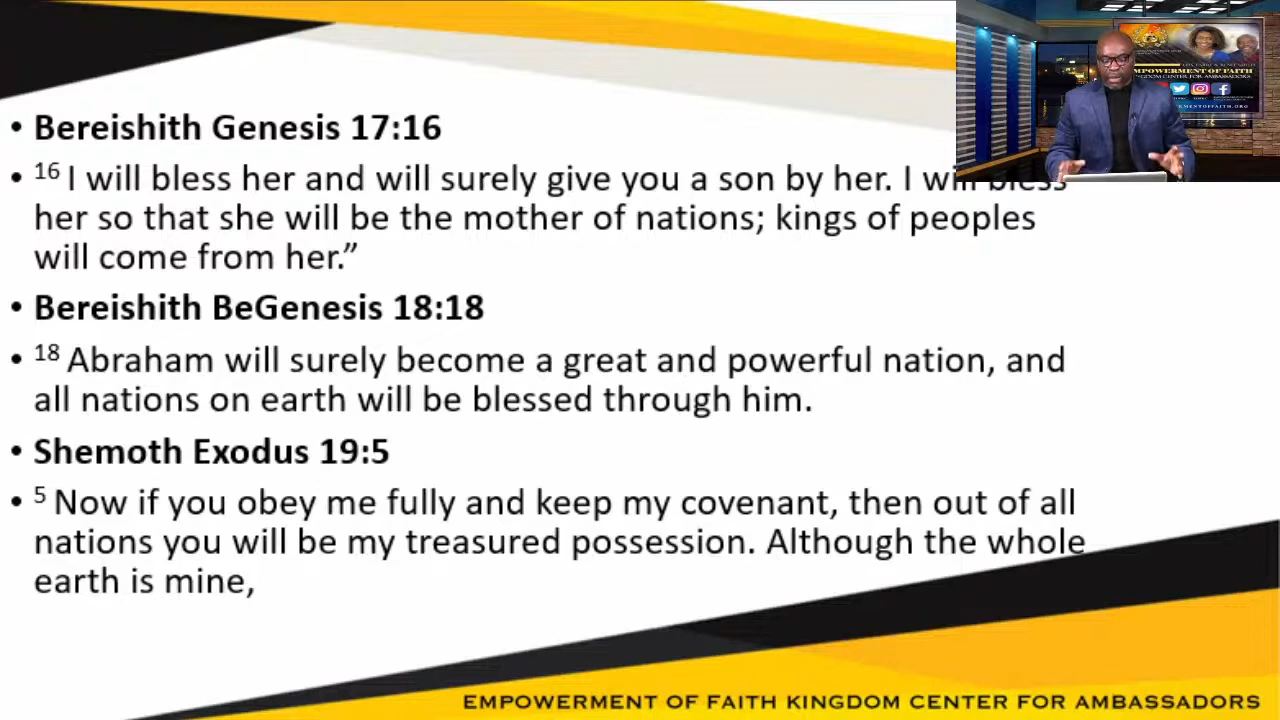 • Bereishith Genesis 17:16
• 16 I will bless her and will surely give you a son by her. I will bless
her so that she will be the mother of nations; kings of peoples
will come from her.”
• Bereishith BeGenesis 18:18
• 18 Abraham will surely become a great and powerful nation, and
all nations on earth will be blessed through him.
• Shemoth Exodus 19:5
• 5 Now if you obey me fully and keep my covenant, then out of all
nations you will be my treasured possession. Although the whole
earth is mine,
EMPOWERMENT OF FAITH KINGDOM CENTER FOR AMBASSADORS
MPOWERMENT OF FAITH
CENTER FOR AMBASSADORS